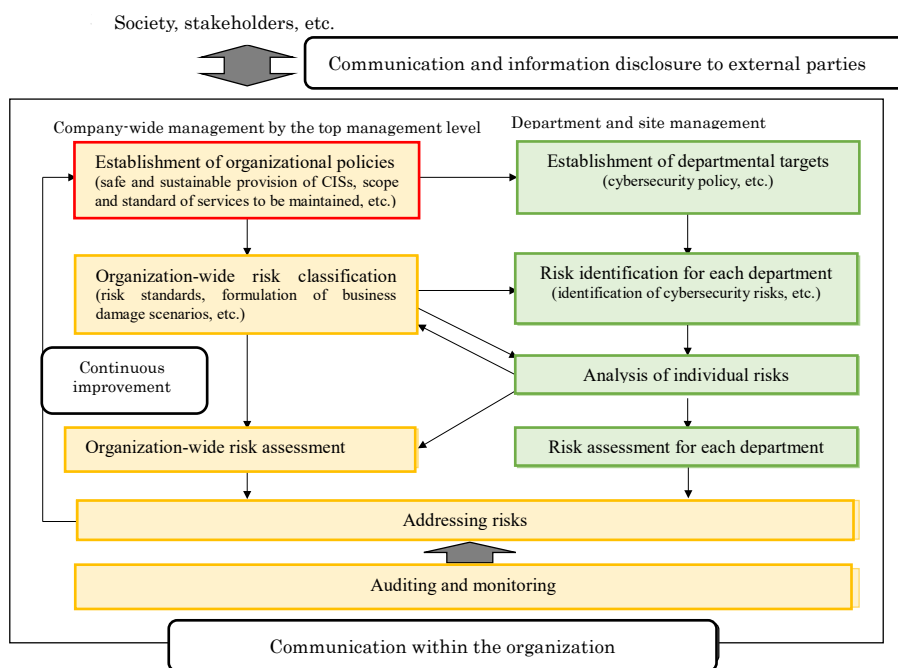 Society, stakeholders, etc.
Communication and information disclosure to external parties
Company-wide management by the top management level
Department and site management
Establishment of organizational policies
(safe and sustainable provision of CISs, scope
and standard of services to be maintained, etc.)
Establishment of departmental targets
(cybersecurity policy, etc.)
Organization-wide risk classification
(risk standards, formulation of business
damage scenarios, etc.)
Risk identification for each department
(identification of cybersecurity risks, etc.)
Continuous
improvement
Analysis of individual risks
Organization-wide risk assessment
Risk assessment for each department
Addressing risks
Auditing and monitoring
Communication within the organization